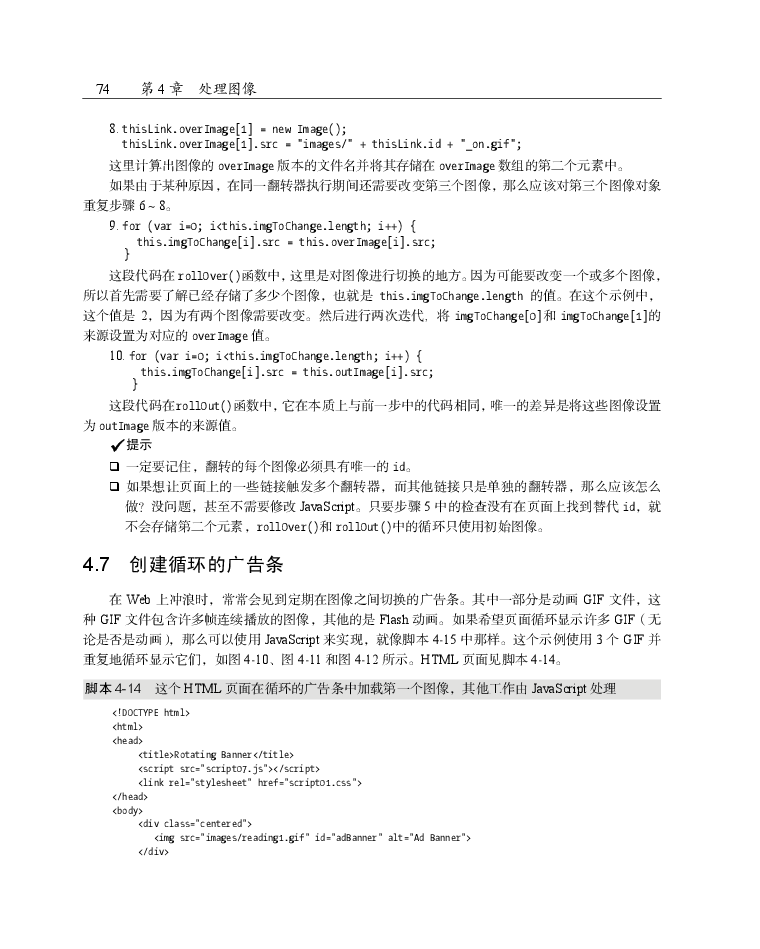 74 第 4 章 处理图像
8. thisLink.overImage[1] = new Image();
thisLink.overImage[1].src = "images/" + thisLink.id + "_on.gif";
这里计算出图像的 overImage 版本的文件名并将其存储在 overImage 数组的第二个元素中。
如果由于某种原因，在同一翻转器执行期间还需要改变第三个图像，那么应该对第三个图像对象
重复步骤 6 ~ 8。
9. for (var i=0; i<this.imgToChange.length; i++) {
this.imgToChange[i].src = this.overImage[i].src;
}
这段代码在 rollOver()函数中，这里是对图像进行切换的地方。因为可能要改变一个或多个图像，
所以首先需要了解已经存储了多少个图像，也就是 this.imgToChange.length 的值。在这个示例中，
这个值是 2，因为有两个图像需要改变。然后进行两次迭代，将 imgToChange[0]和 imgToChange[1]的
来源设置为对应的 overImage 值。
10. for (var i=0; i<this.imgToChange.length; i++) {
this.imgToChange[i].src = this.outImage[i].src;
}
这段代码在rollOut()函数中，它在本质上与前一步中的代码相同，唯一的差异是将这些图像设置
为 outImage 版本的来源值。
✓提示
❑ 一定要记住，翻转的每个图像必须具有唯一的 id。
❑ 如果想让页面上的一些链接触发多个翻转器，而其他链接只是单独的翻转器，那么应该怎么
做？没问题，甚至不需要修改 JavaScript。只要步骤 5 中的检查没有在页面上找到替代 id，就
不会存储第二个元素，rollOver()和 rollOut()中的循环只使用初始图像。
4.7 创建循环的广告条
在 Web 上冲浪时，常常会见到定期在图像之间切换的广告条。其中一部分是动画 GIF 文件，这
种 GIF 文件包含许多帧连续播放的图像，其他的是 Flash 动画。如果希望页面循环显示许多 GIF（无
论是否是动画），那么可以使用 JavaScript 来实现，就像脚本 4-15 中那样。这个示例使用 3 个 GIF 并
重复地循环显示它们，如图 4-10、图 4-11 和图 4-12 所示。HTML 页面见脚本 4-14。
脚本 4-14 这个 HTML 页面在循环的广告条中加载第一个图像，其他工作由 JavaScript 处理
<!DOCTYPE html>
<html>
<head>
<title>Rotating Banner</title>
<script src="script07.js"></script>
<link rel="stylesheet" href="script01.css">
</head>
<body>
<div class="centered">
<img src="images/reading1.gif" id="adBanner" alt="Ad Banner">
</div>